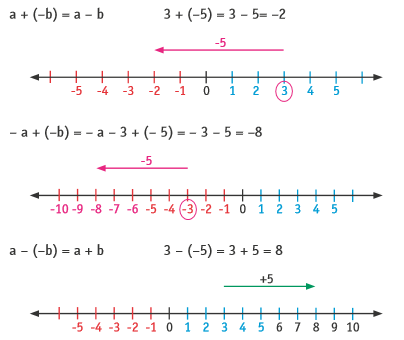 a + (−b) = a − b 3 + (−5) = 3 − 5= −2
-5
-5 -4 -3 -2 -1 0 1 2 3 4 5
− a + (−b) = − a − 3 + (− 5) = − 3 − 5 = −8
-5
-10 -9 -8 -7 -6 -5 -4 -3 -2 -1 0 1 2 3 4 5
a − (−b) = a + b 3 − (−5) = 3 + 5 = 8
+5
-5 -4 -3 -2 -1 0 1 2 3 4 5 6 7 8 9 10